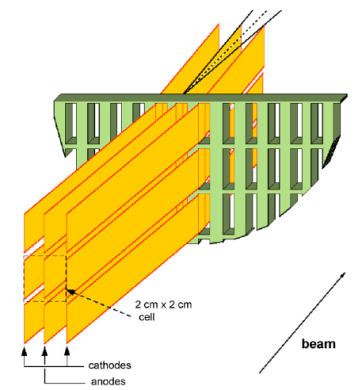 2 cm x 2 cm
cell
beam
cathodes
anodes